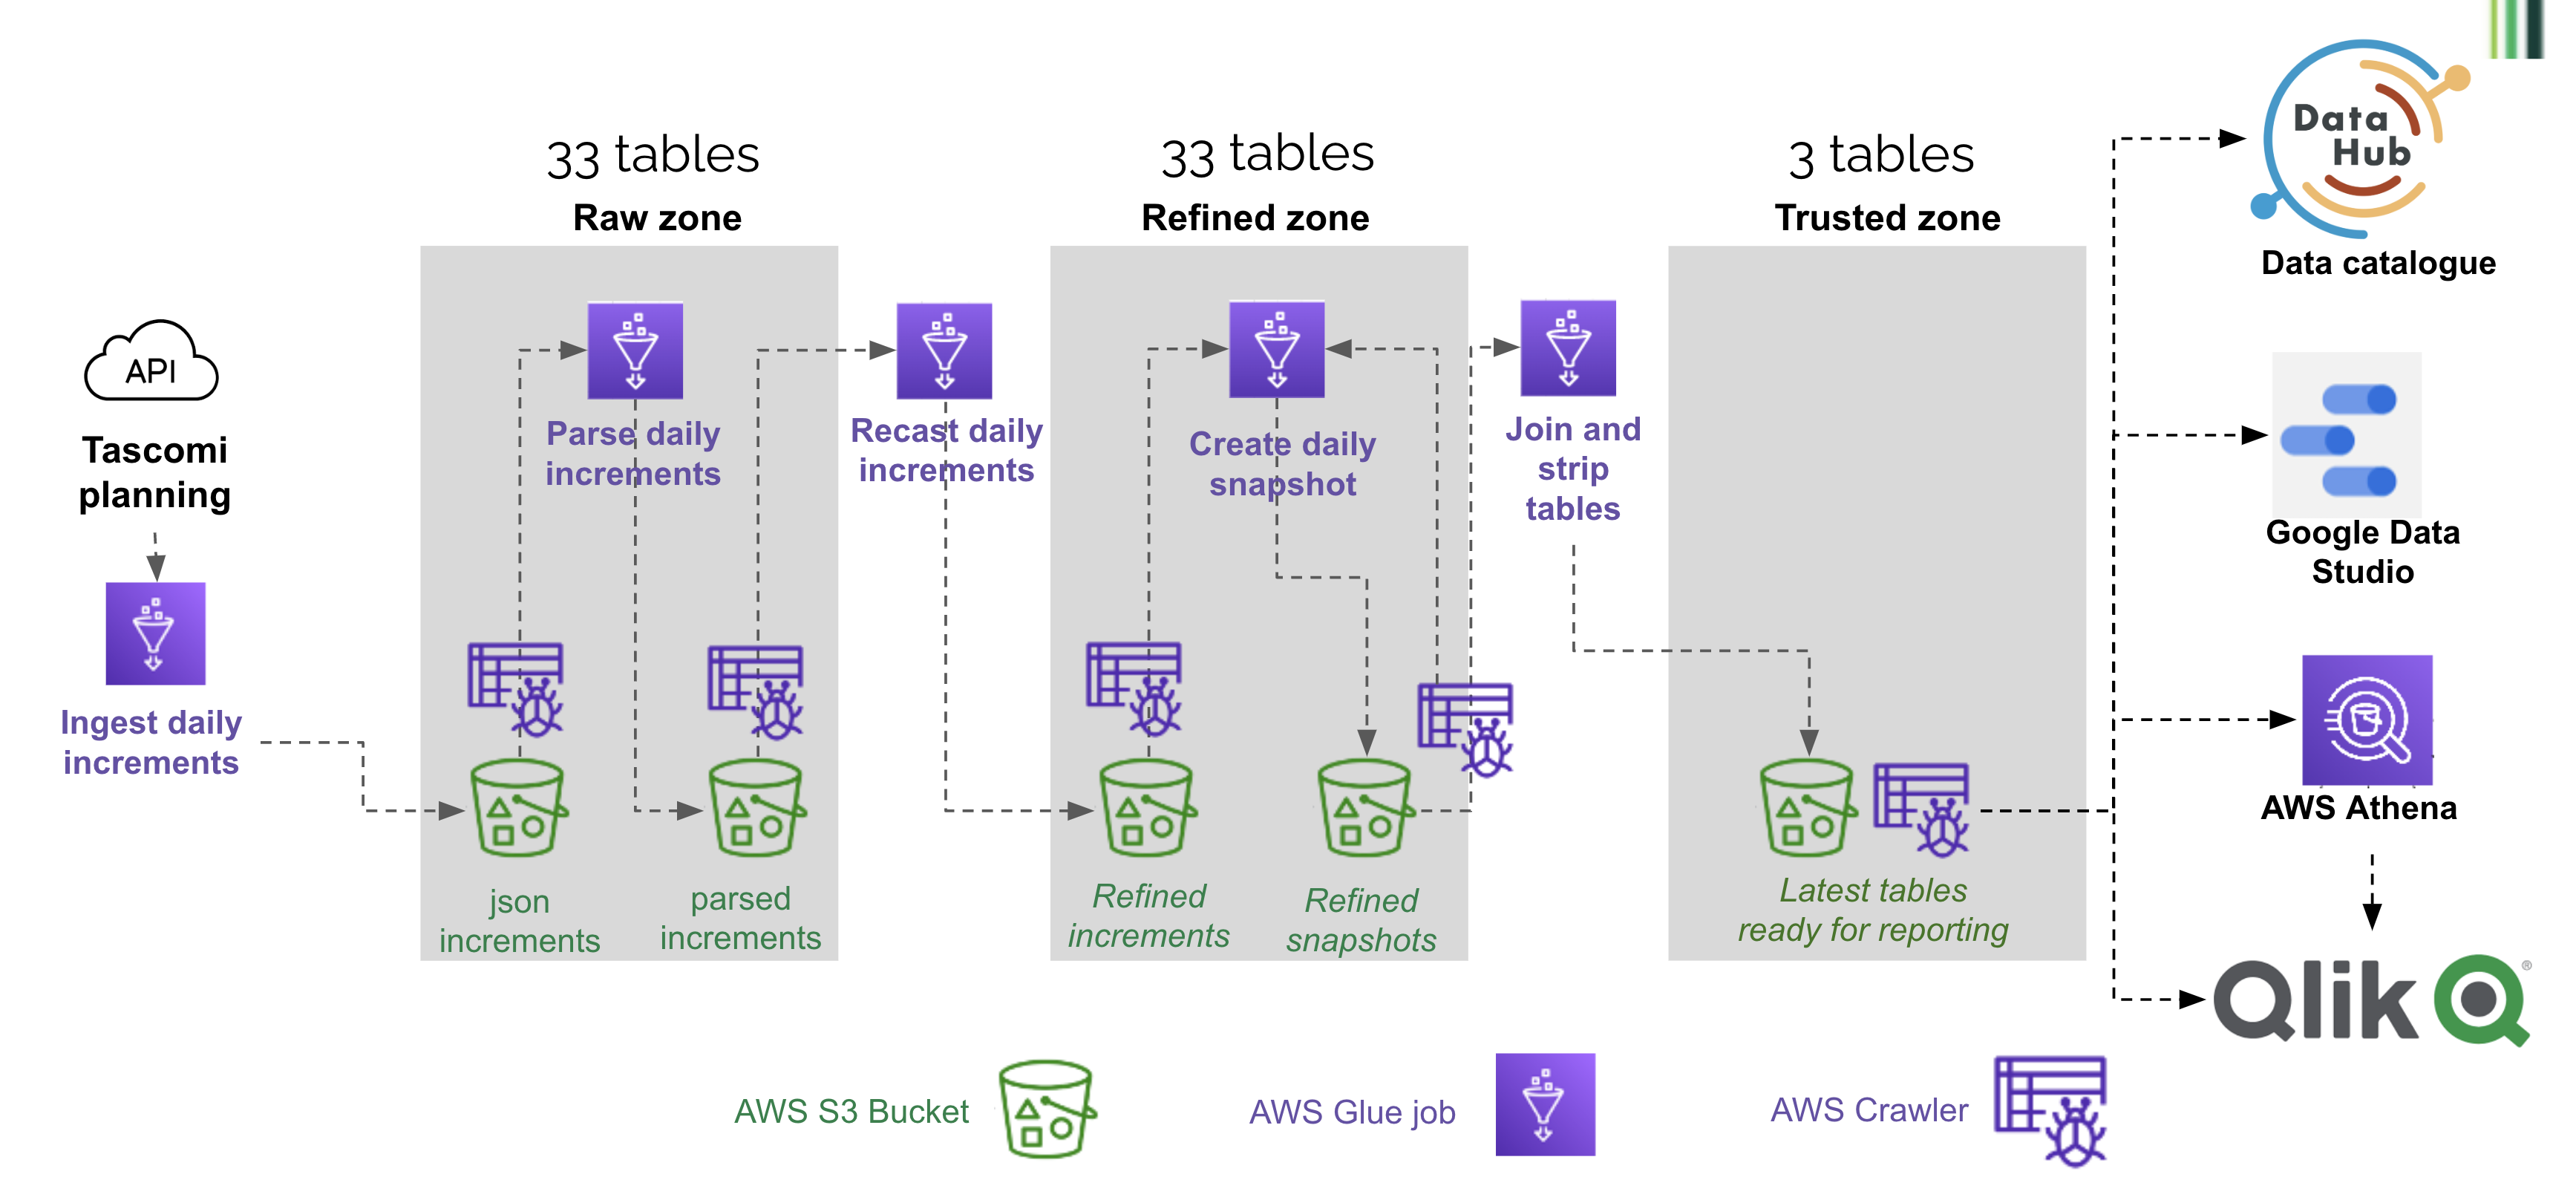 33 tables
Raw zone
33 tables
Refined zone
3 tables
Trusted zone
API
Tascomi
planning
Ingest daily
increments
Parse daily
increments
json
increments
parsed
increments
Recast daily
increments
Create daily
snapshot
Refined
increments
Refined
snapshots
Join and
strip
tables
Latest tables
ready for reporting
Data
Hub
Data catalogue
Google Data
Studio
AWS Athena
Qlik
®
AWS S3 Bucket
AWS Glue job
AWS Crawler